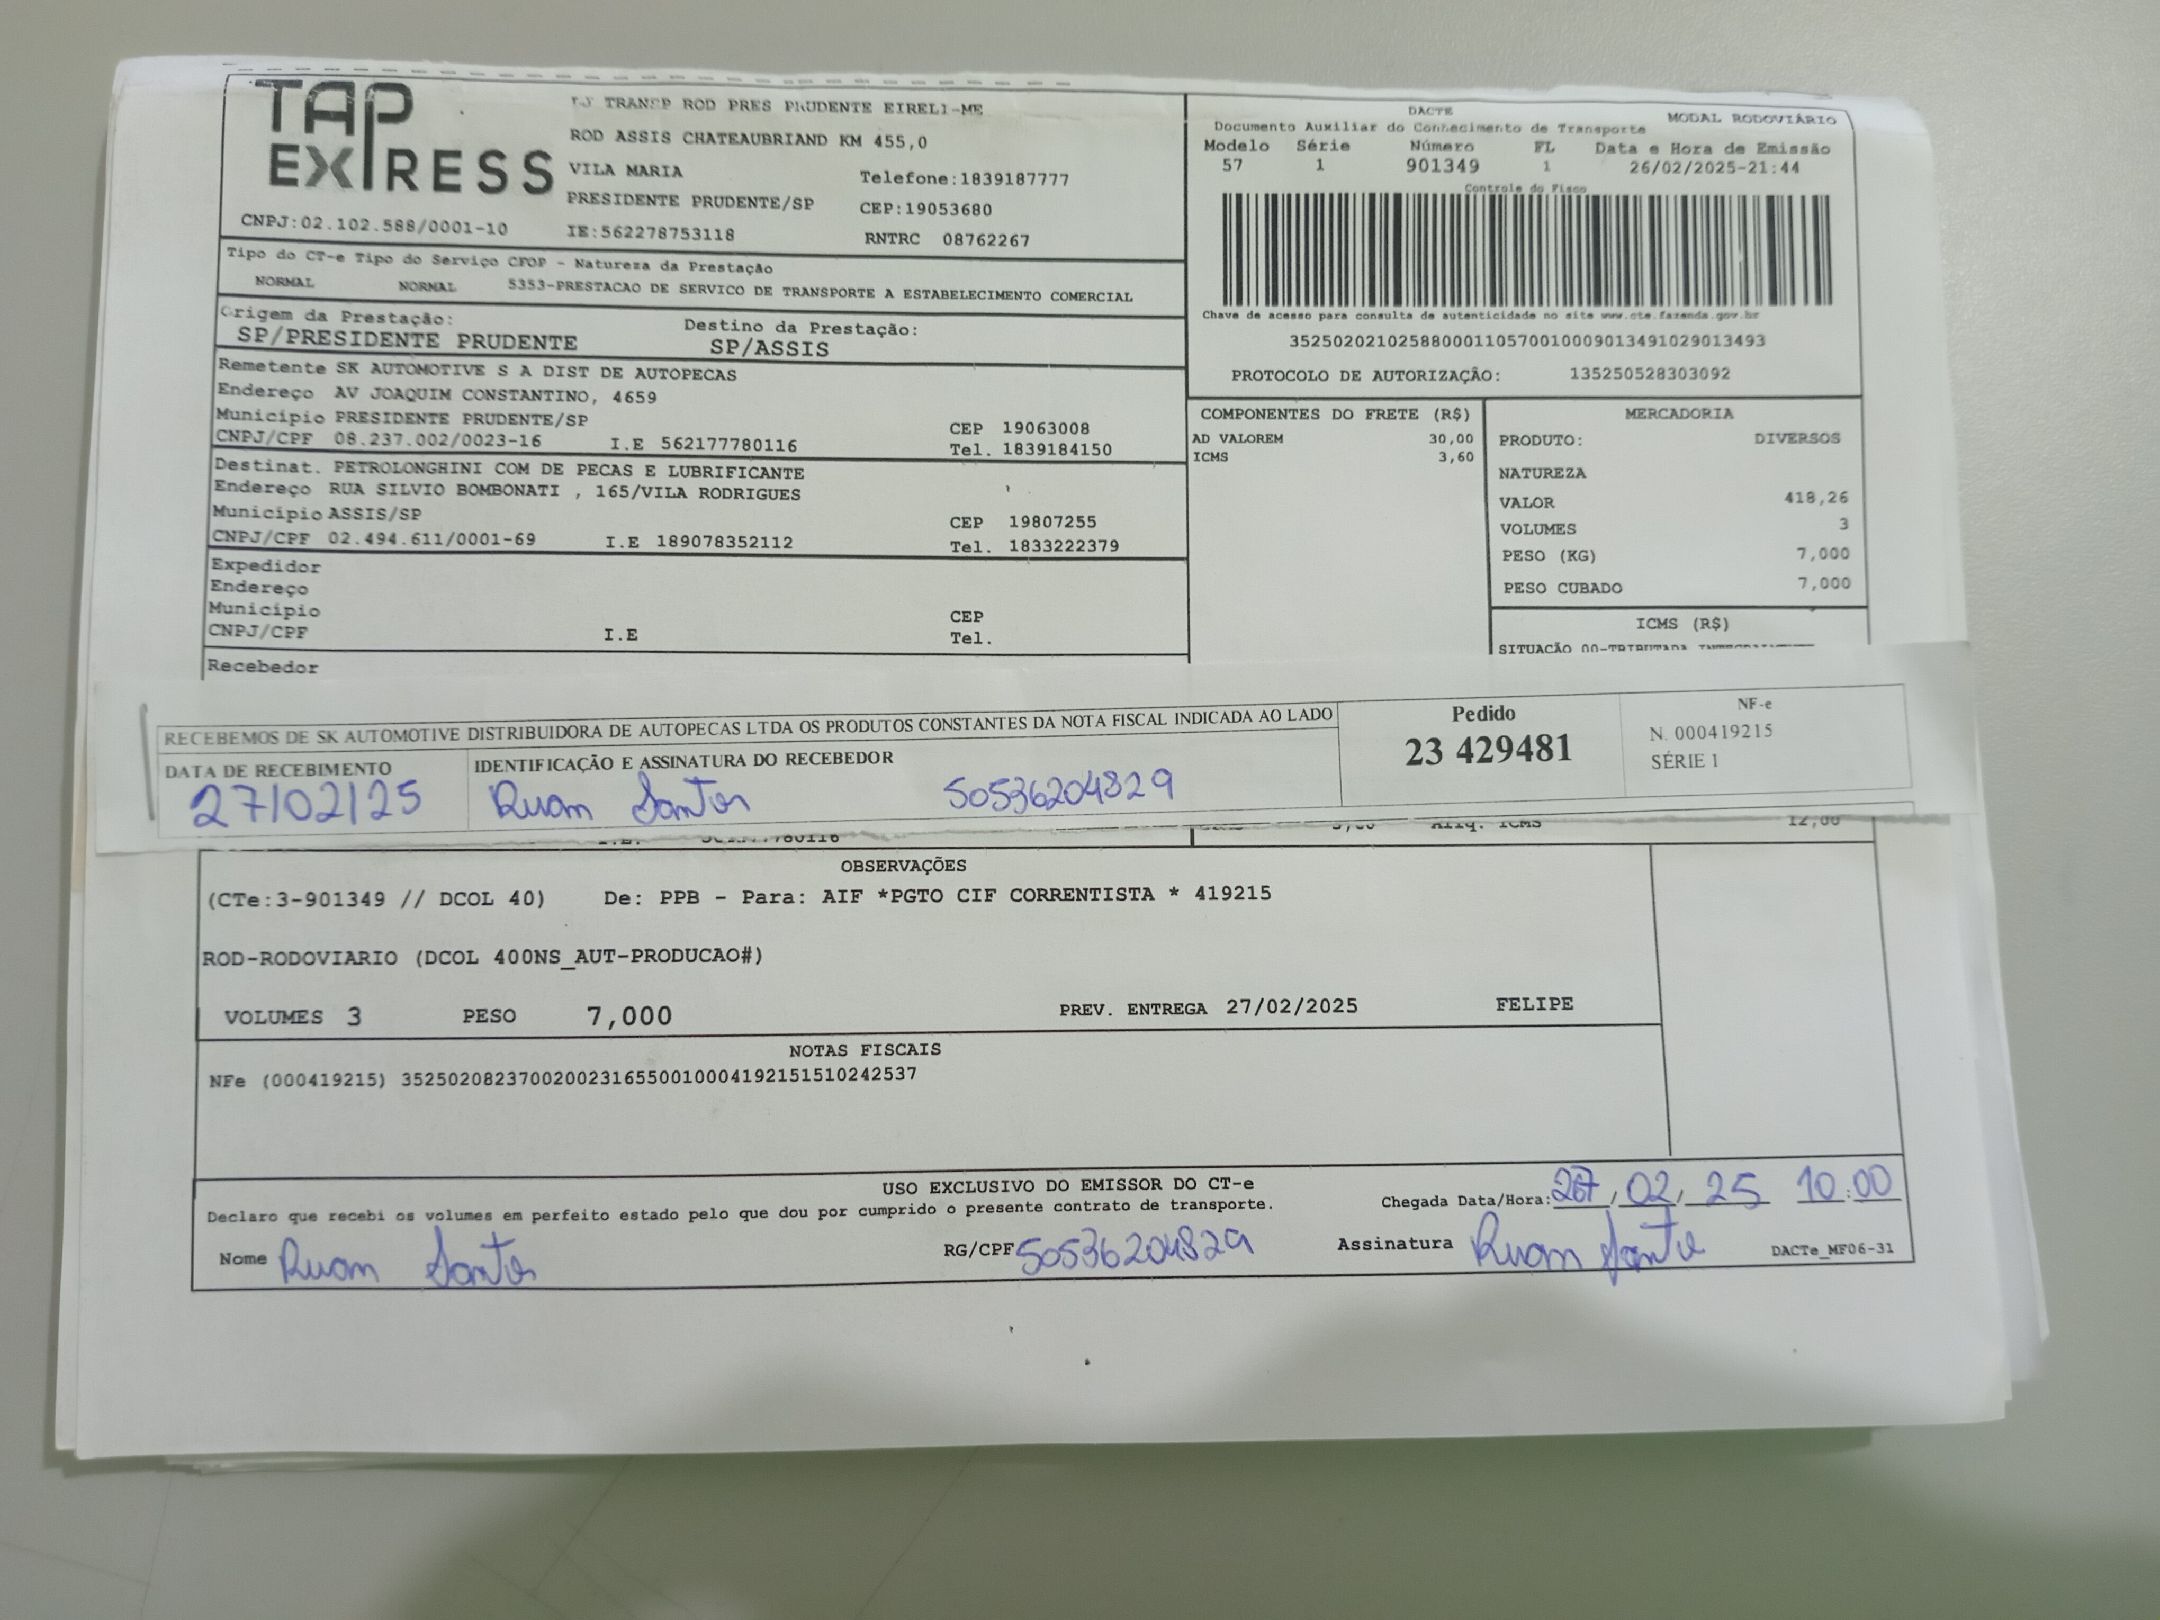 TAP EXPRESS
TRANSP ROD PRES PRUDENTE EIRELI-ME
ROD ASSIS CHATEAUBRIAND KM 455,0
VILA MARIA Telefone:1839187777
PRESIDENTE PRUDENTE/SP CEP:19053680
CNPJ:02.102.588/0001-10 IE:562278753118 RNTRC 08762267
DACTE MODAL RODOVIÁRIO
Documento Auxiliar do Conhecimento de Transporte
Modelo Série Número FL Data e Hora de Emissão
57 1 901349 1 26/02/2025-21:44
Controle do Fisco
Chave de acesso para consulta de autenticidade no site www.cte.fazenda.gov.br
35250202102588000110570010009013491029013493
PROTOCOLO DE AUTORIZAÇÃO: 135250528303092
Tipo do CT-e Tipo do Serviço CFOP - Natureza da Prestação
NORMAL NORMAL 5353-PRESTACAO DE SERVICO DE TRANSPORTE A ESTABELECIMENTO COMERCIAL
Origem da Prestação: Destino da Prestação:
SP/PRESIDENTE PRUDENTE SP/ASSIS
Remetente SK AUTOMOTIVE S A DIST DE AUTOPECAS
Endereço AV JOAQUIM CONSTANTINO, 4659
Município PRESIDENTE PRUDENTE/SP CEP 19063008
CNPJ/CPF 08.237.002/0023-16 I.E 562177780116 Tel. 1839184150
Destinat. PETROLONGHINI COM DE PECAS E LUBRIFICANTE
Endereço RUA SILVIO BOMBONATI , 165/VILA RODRIGUES
Município ASSIS/SP CEP 19807255
CNPJ/CPF 02.494.611/0001-69 I.E 189078352112 Tel. 1833222379
Expedidor
Endereço
Município CEP
CNPJ/CPF I.E Tel.
Recebedor
COMPONENTES DO FRETE (R$)
AD VALOREM 30,00
ICMS 3,60
MERCADORIA
PRODUTO: DIVERSOS
NATUREZA
VALOR 418,26
VOLUMES 3
PESO (KG) 7,000
PESO CUBADO 7,000
ICMS (R$)
SITUAÇÃO 00-TRIBUTADA
RECEBEMOS DE SK AUTOMOTIVE DISTRIBUIDORA DE AUTOPECAS LTDA OS PRODUTOS CONSTANTES DA NOTA FISCAL INDICADA AO LADO
DATA DE RECEBIMENTO IDENTIFICAÇÃO E ASSINATURA DO RECEBEDOR
27/02/25 Ruam Santos 50536204829
Pedido
23 429481
NF-e
N. 000419215
SÉRIE 1
Aliq. ICMS 12,00
OBSERVAÇÕES
(CTe:3-901349 // DCOL 40) De: PPB - Para: AIF *PGTO CIF CORRENTISTA * 419215
ROD-RODOVIARIO (DCOL 400NS_AUT-PRODUCAO#)
VOLUMES 3 PESO 7,000 PREV. ENTREGA 27/02/2025 FELIPE
NOTAS FISCAIS
NFe (000419215) 35250208237002002316550010004192151510242537
USO EXCLUSIVO DO EMISSOR DO CT-e
Declaro que recebi os volumes em perfeito estado pelo que dou por cumprido o presente contrato de transporte.
Chegada Data/Hora: 27/02/25 10:00
Nome Ruam Santos RG/CPF 50536204829 Assinatura Ruam Santos DACTe_MF06-31